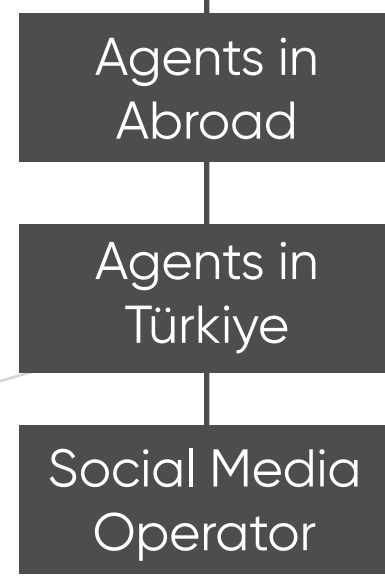 Agents in
Abroad
Agents in
Türkiye
Social Media
Operator